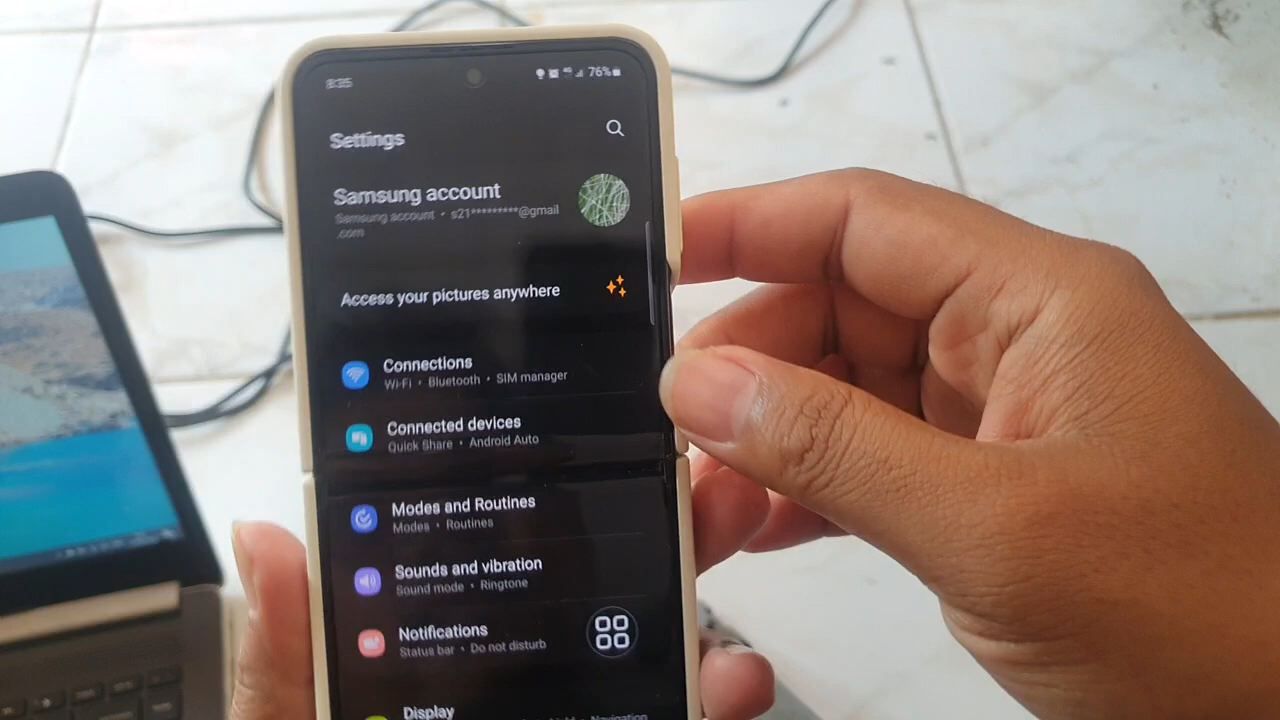 8:35
4G 76%
Settings
Samsung account
Samsung account • s21*********@gmail
.com
Access your pictures anywhere
Connections
Wi-Fi • Bluetooth • SIM manager
Connected devices
Quick Share • Android Auto
Modes and Routines
Modes • Routines
Sounds and vibration
Sound mode • Ringtone
Notifications
Status bar • Do not disturb
Display
Navigation